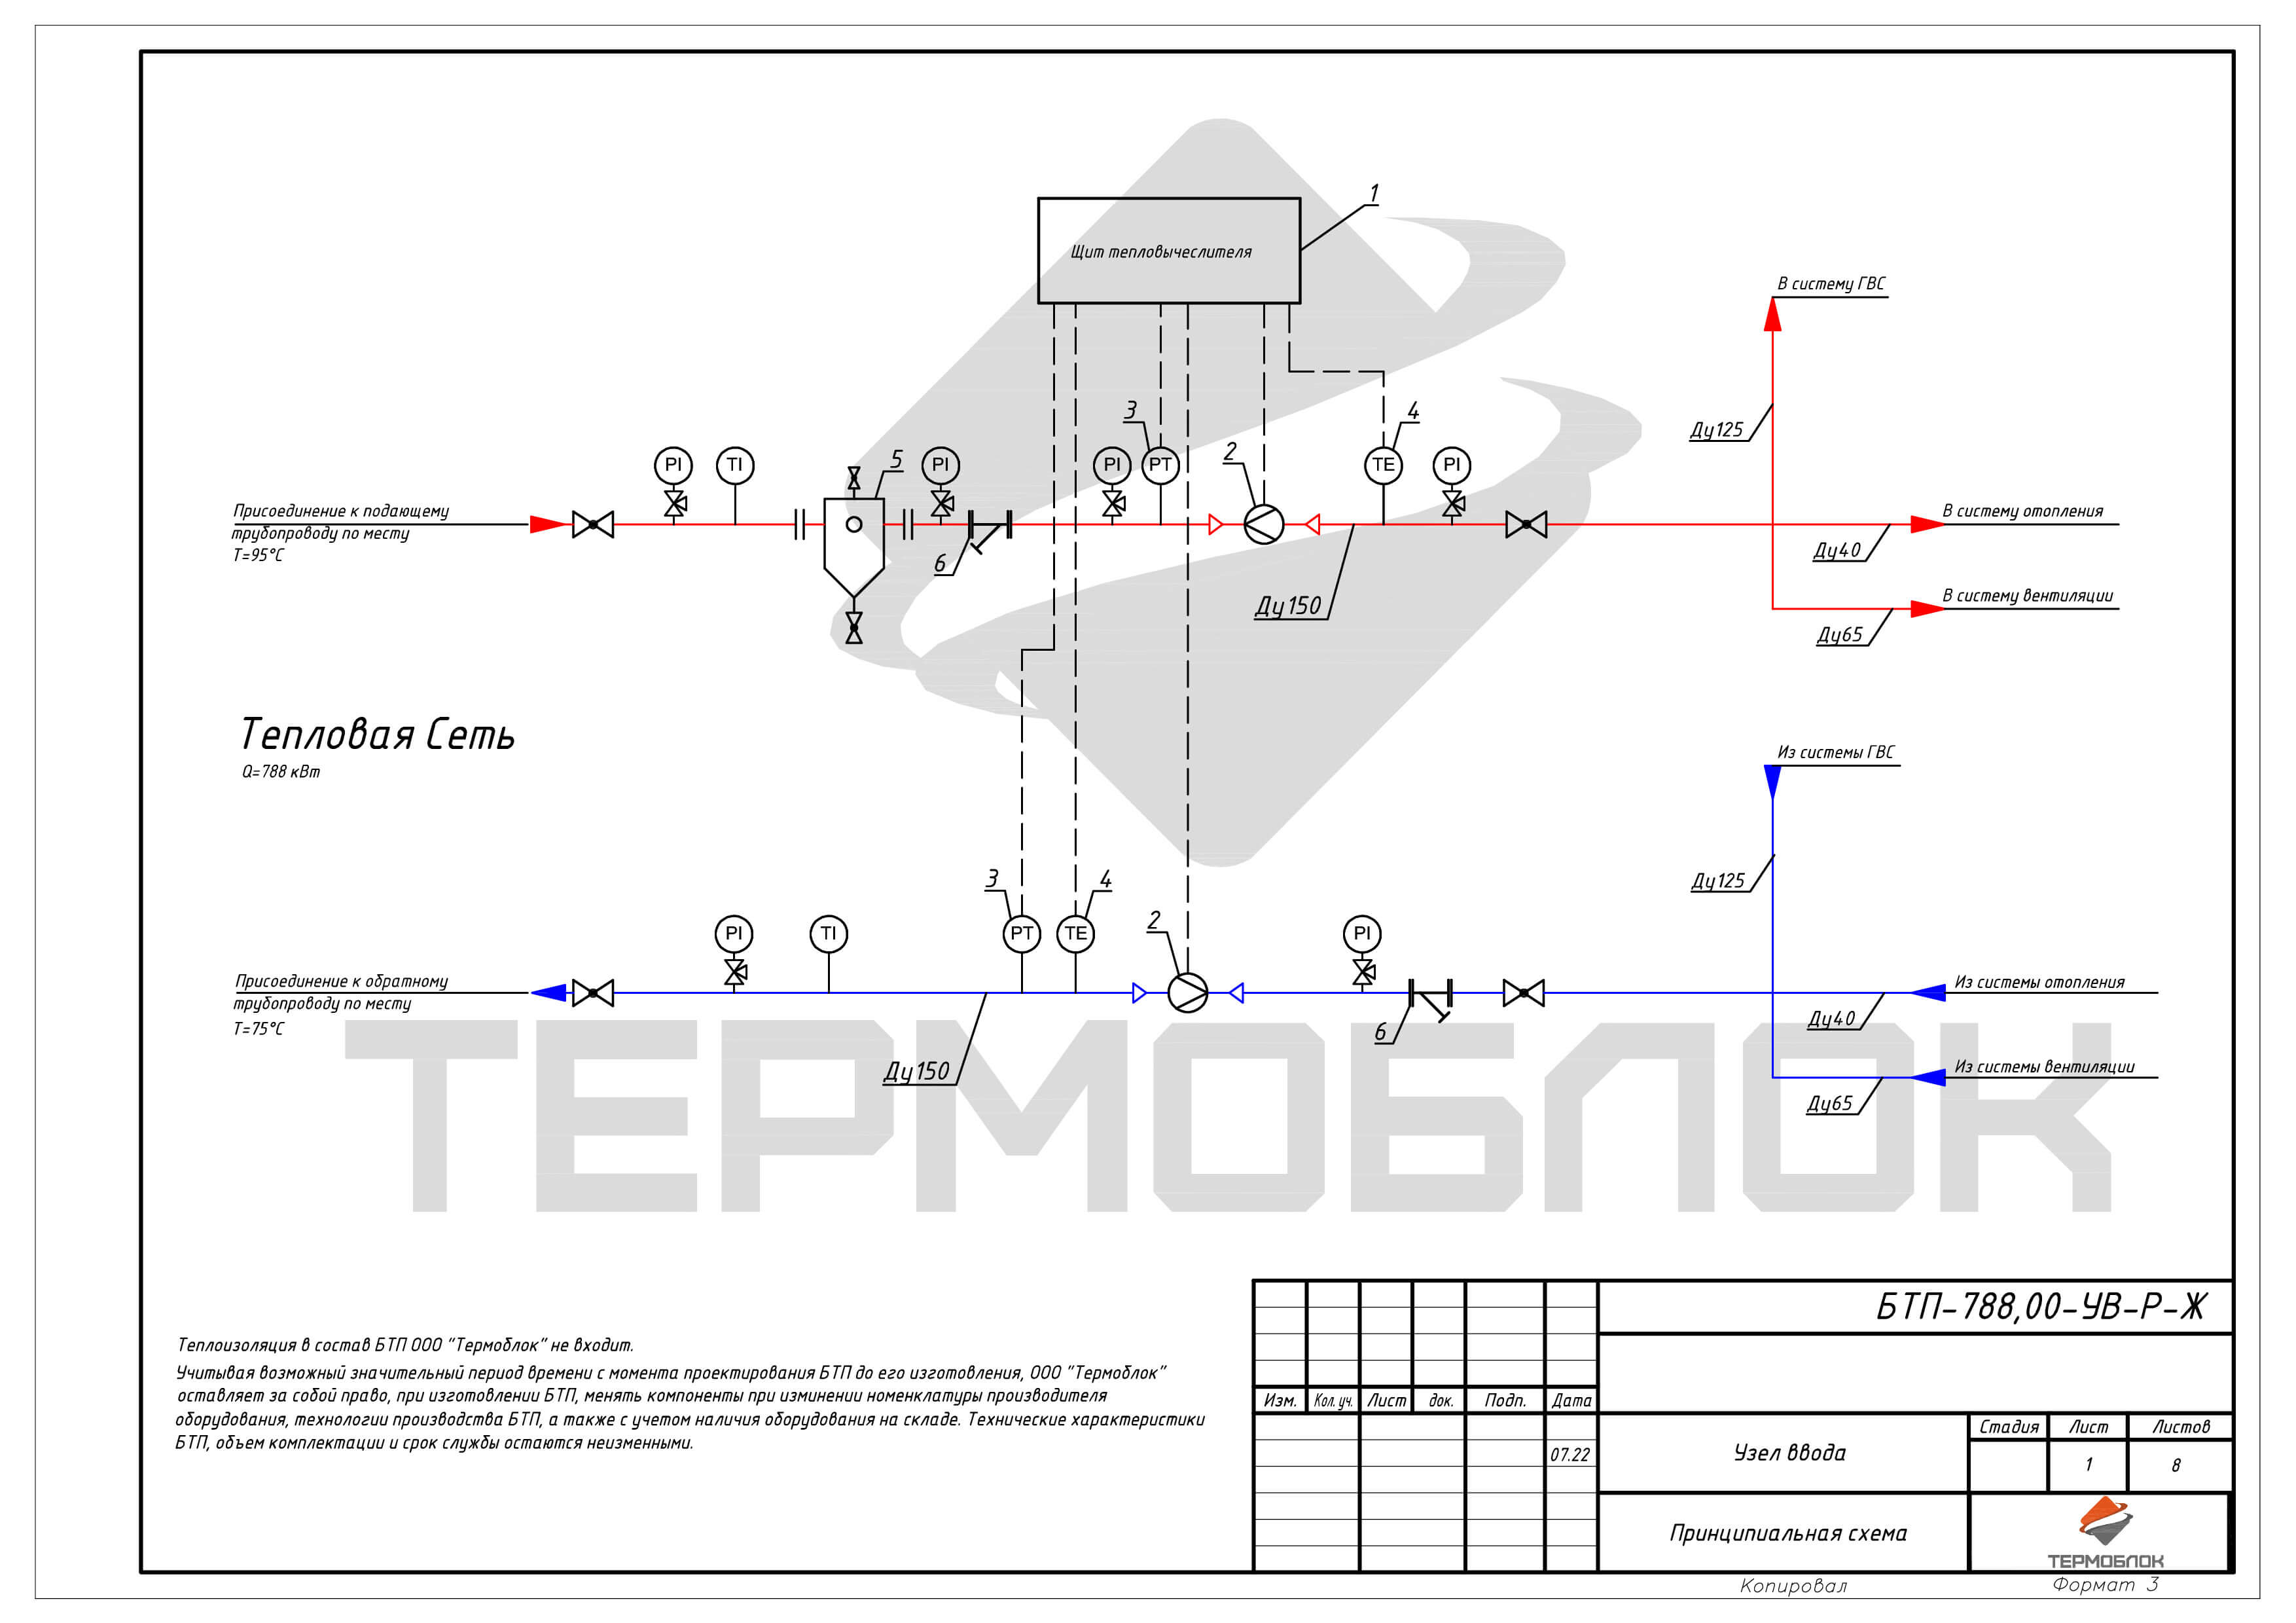 1
Щит тепловычеслителя
В систему ГВС
3
4
Ду125
2
5
PI
TI
PI
PI
PT
TE
PI
Присоединение к подающему
трубопроводу по месту
T=95°C
В систему отопления
6
Ду40
В систему вентиляции
Ду150
Ду65
Тепловая Сеть
Q=788 кВт
Из системы ГВС
3
4
Ду125
2
PI
TI
PT
TE
PI
Присоединение к обратному
трубопроводу по месту
T=75°C
Из системы отопления
6
Ду40
Ду150
Из системы вентиляции
Ду65
ТЕРМОБЛОК
БТП-788,00-УВ-Р-Ж
Теплоизоляция в состав БТП ООО "Термоблок" не входит.
Учитывая возможный значительный период времени с момента проектирования БТП до его изготовления, ООО "Термоблок"
оставляет за собой право, при изготовлении БТП, менять компоненты при изминении номенклатуры производителя
оборудования, технологии производства БТП, а также с учетом наличия оборудования на складе. Технические характеристики
БТП, объем комплектации и срок службы остаются неизменными.
Изм. Кол. уч. Лист док. Подп. Дата
07.22
Узел ввода
Стадия Лист Листов
1 8
Принципиальная схема
ТЕРМОБЛОК
Копировал
Формат 3